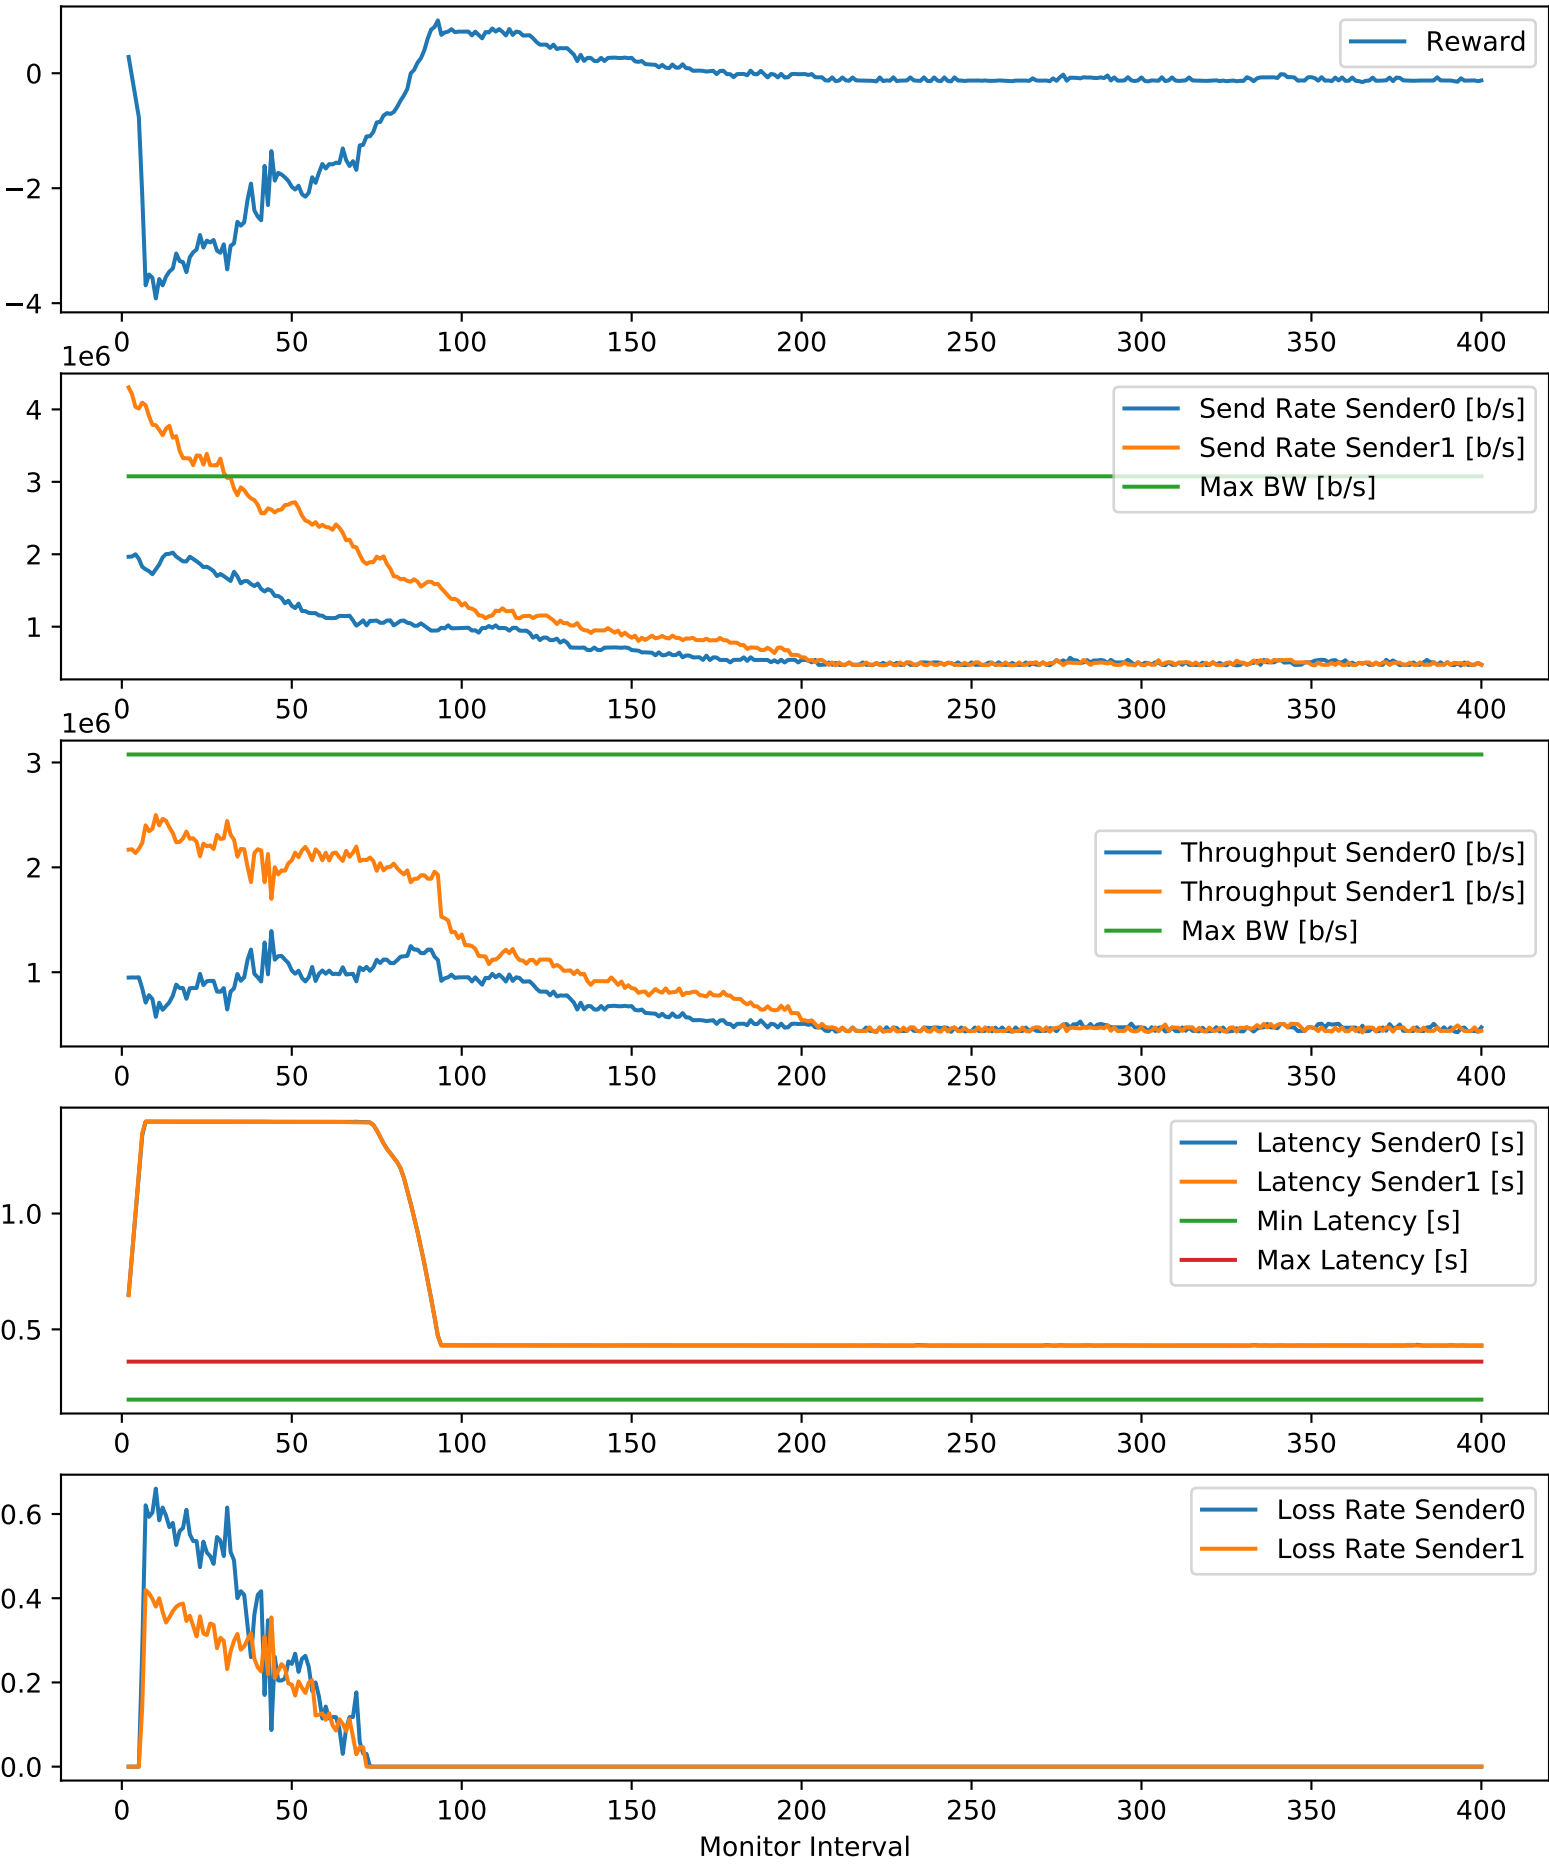 Reward
0
−2
−4
0 50 100 150 200 250 300 350 400
1e6
Send Rate Sender0 [b/s]
Send Rate Sender1 [b/s]
Max BW [b/s]
4
3
2
1
0 50 100 150 200 250 300 350 400
1e6
Throughput Sender0 [b/s]
Throughput Sender1 [b/s]
Max BW [b/s]
3
2
1
0 50 100 150 200 250 300 350 400
Latency Sender0 [s]
Latency Sender1 [s]
Min Latency [s]
Max Latency [s]
1.0
0.5
0 50 100 150 200 250 300 350 400
Loss Rate Sender0
Loss Rate Sender1
0.6
0.4
0.2
0.0
0 50 100 150 200 250 300 350 400
Monitor Interval